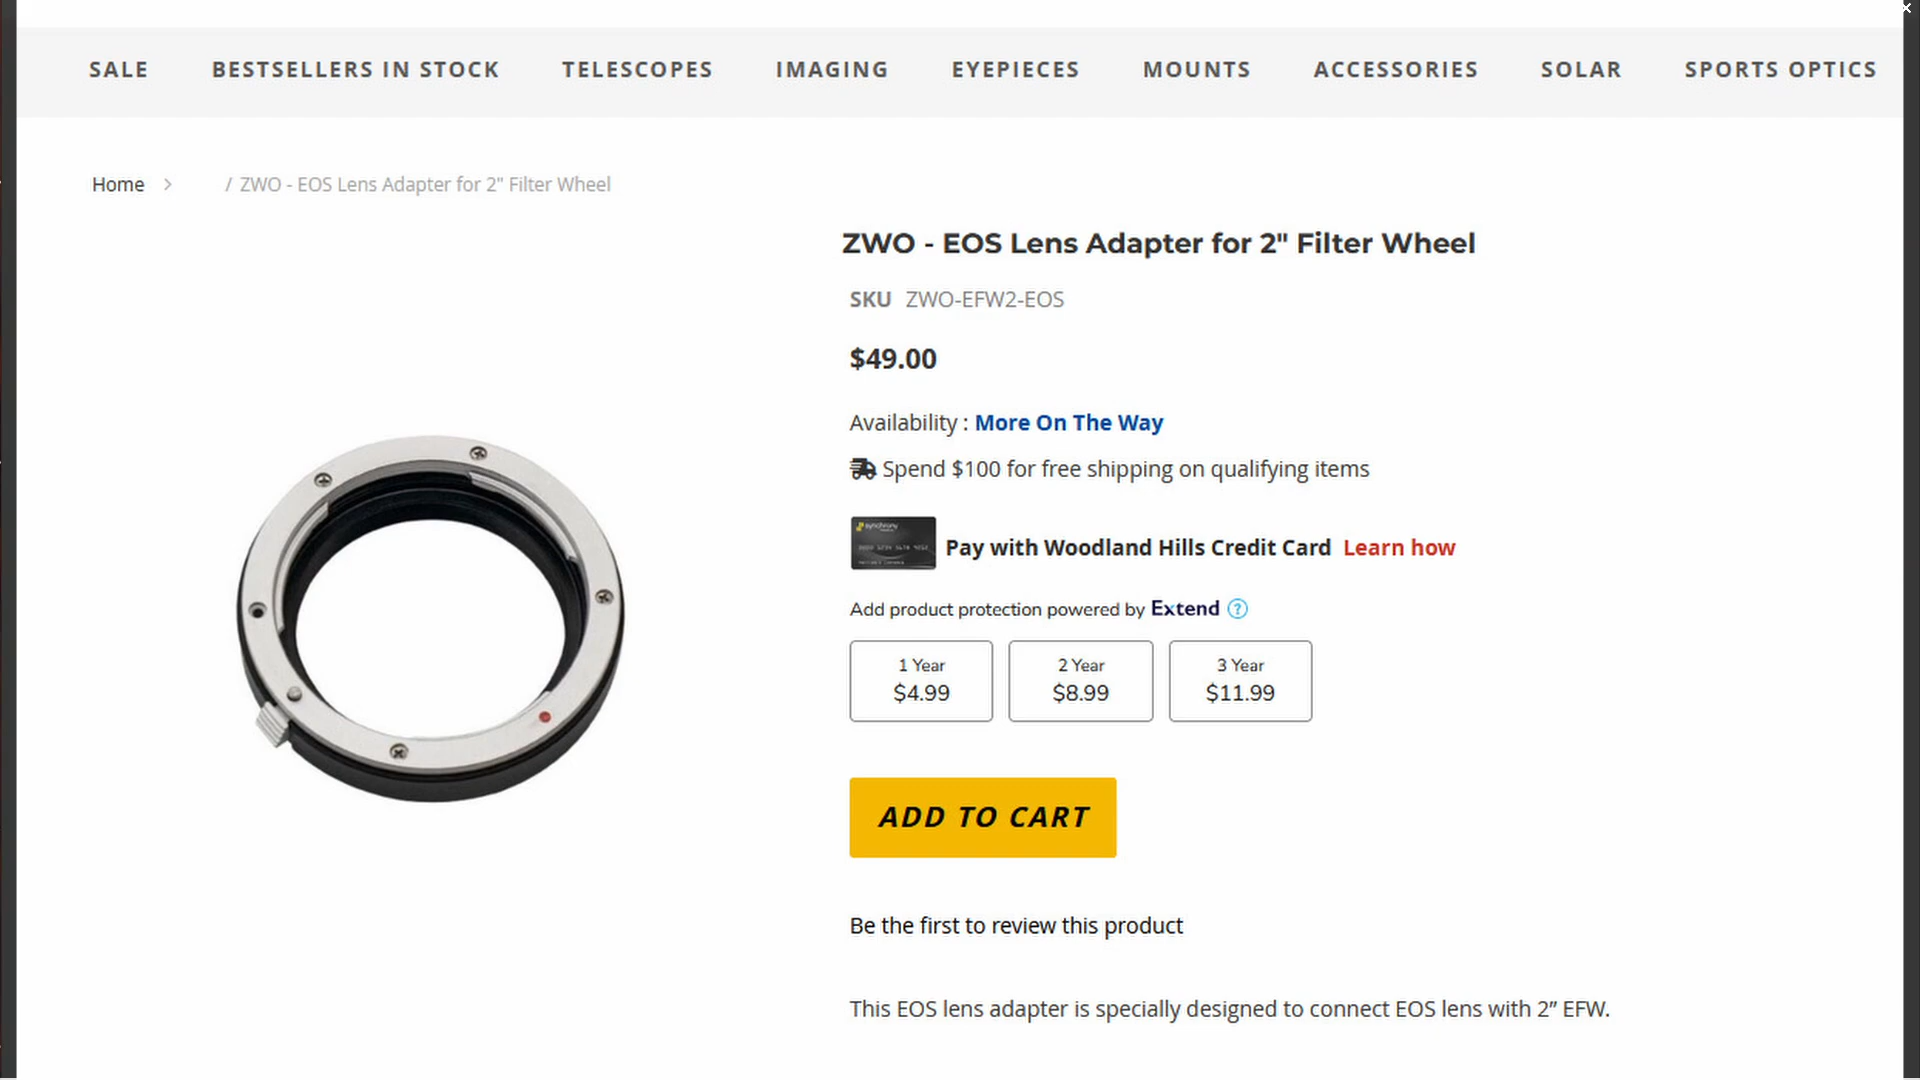 SALE BESTSELLERS IN STOCK TELESCOPES IMAGING EYEPIECES MOUNTS ACCESSORIES SOLAR SPORTS OPTICS
Home > / ZWO - EOS Lens Adapter for 2" Filter Wheel
ZWO - EOS Lens Adapter for 2" Filter Wheel
SKU ZWO-EFW2-EOS
$49.00
Availability : More On The Way
Spend $100 for free shipping on qualifying items
synchrony
Pay with Woodland Hills Credit Card Learn how
Add product protection powered by Extend ?
1 Year 2 Year 3 Year
$4.99 $8.99 $11.99
ADD TO CART
Be the first to review this product
This EOS lens adapter is specially designed to connect EOS lens with 2” EFW.